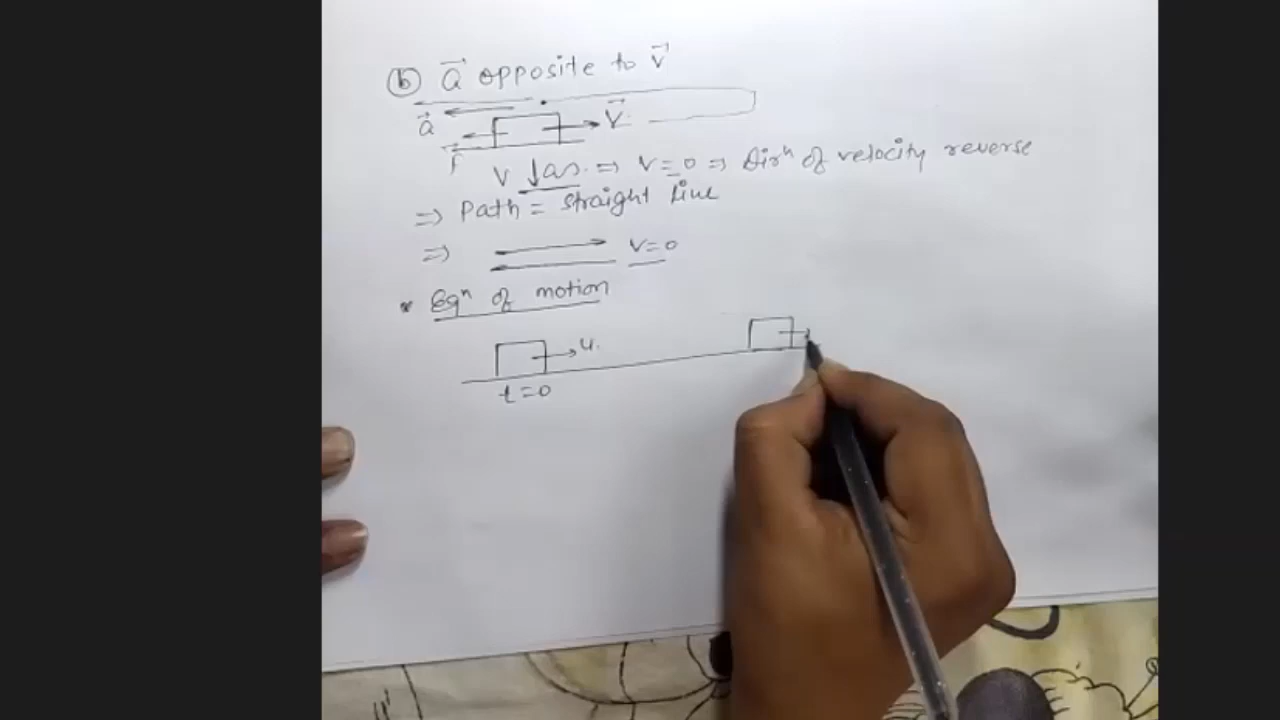 (b) a⃗ opposite to v⃗
a⃗ V⃗
F⃗
V ↓as. => V=0 => Dirⁿ of velocity reverse
=> Path = straight line
=> V=0
* Eqⁿ of motion
u.
t=0